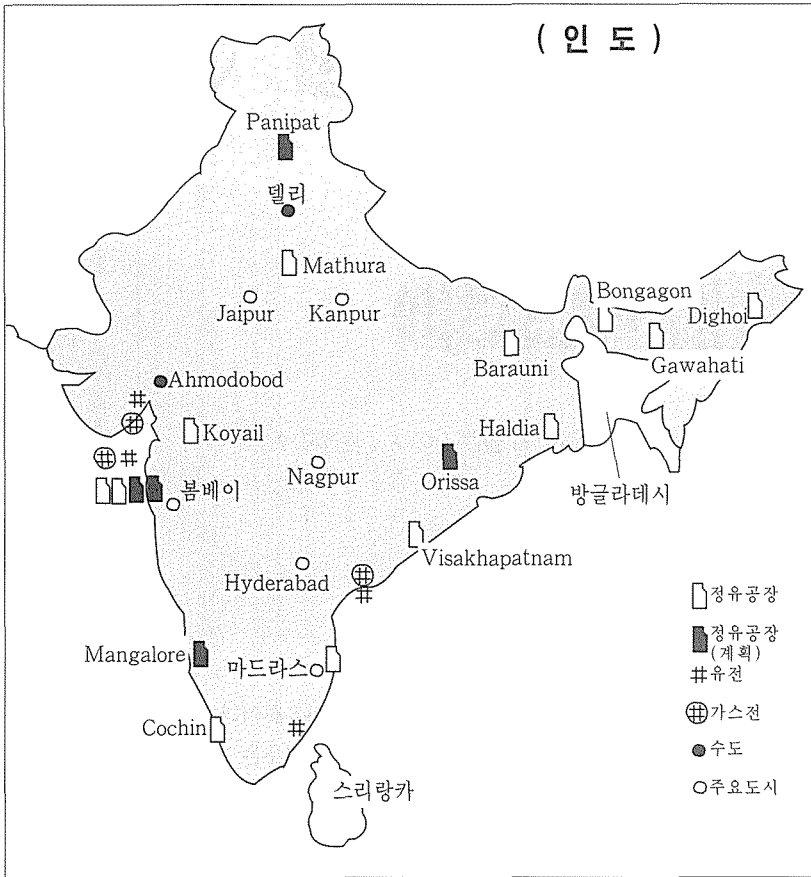 ( 인 도 )
Panipat
델리
Mathura
Jaipur
Kanpur
Bongagon
Dighoi
Barauni
Gawahati
Ahmodobod
Koyail
Haldia
Nagpur
Orissa
봄베이
방글라데시
Visakhapatnam
Hyderabad
Mangalore
마드라스
Cochin
스리랑카
정유공장
정유공장
(계획)
유전
가스전
수도
주요도시